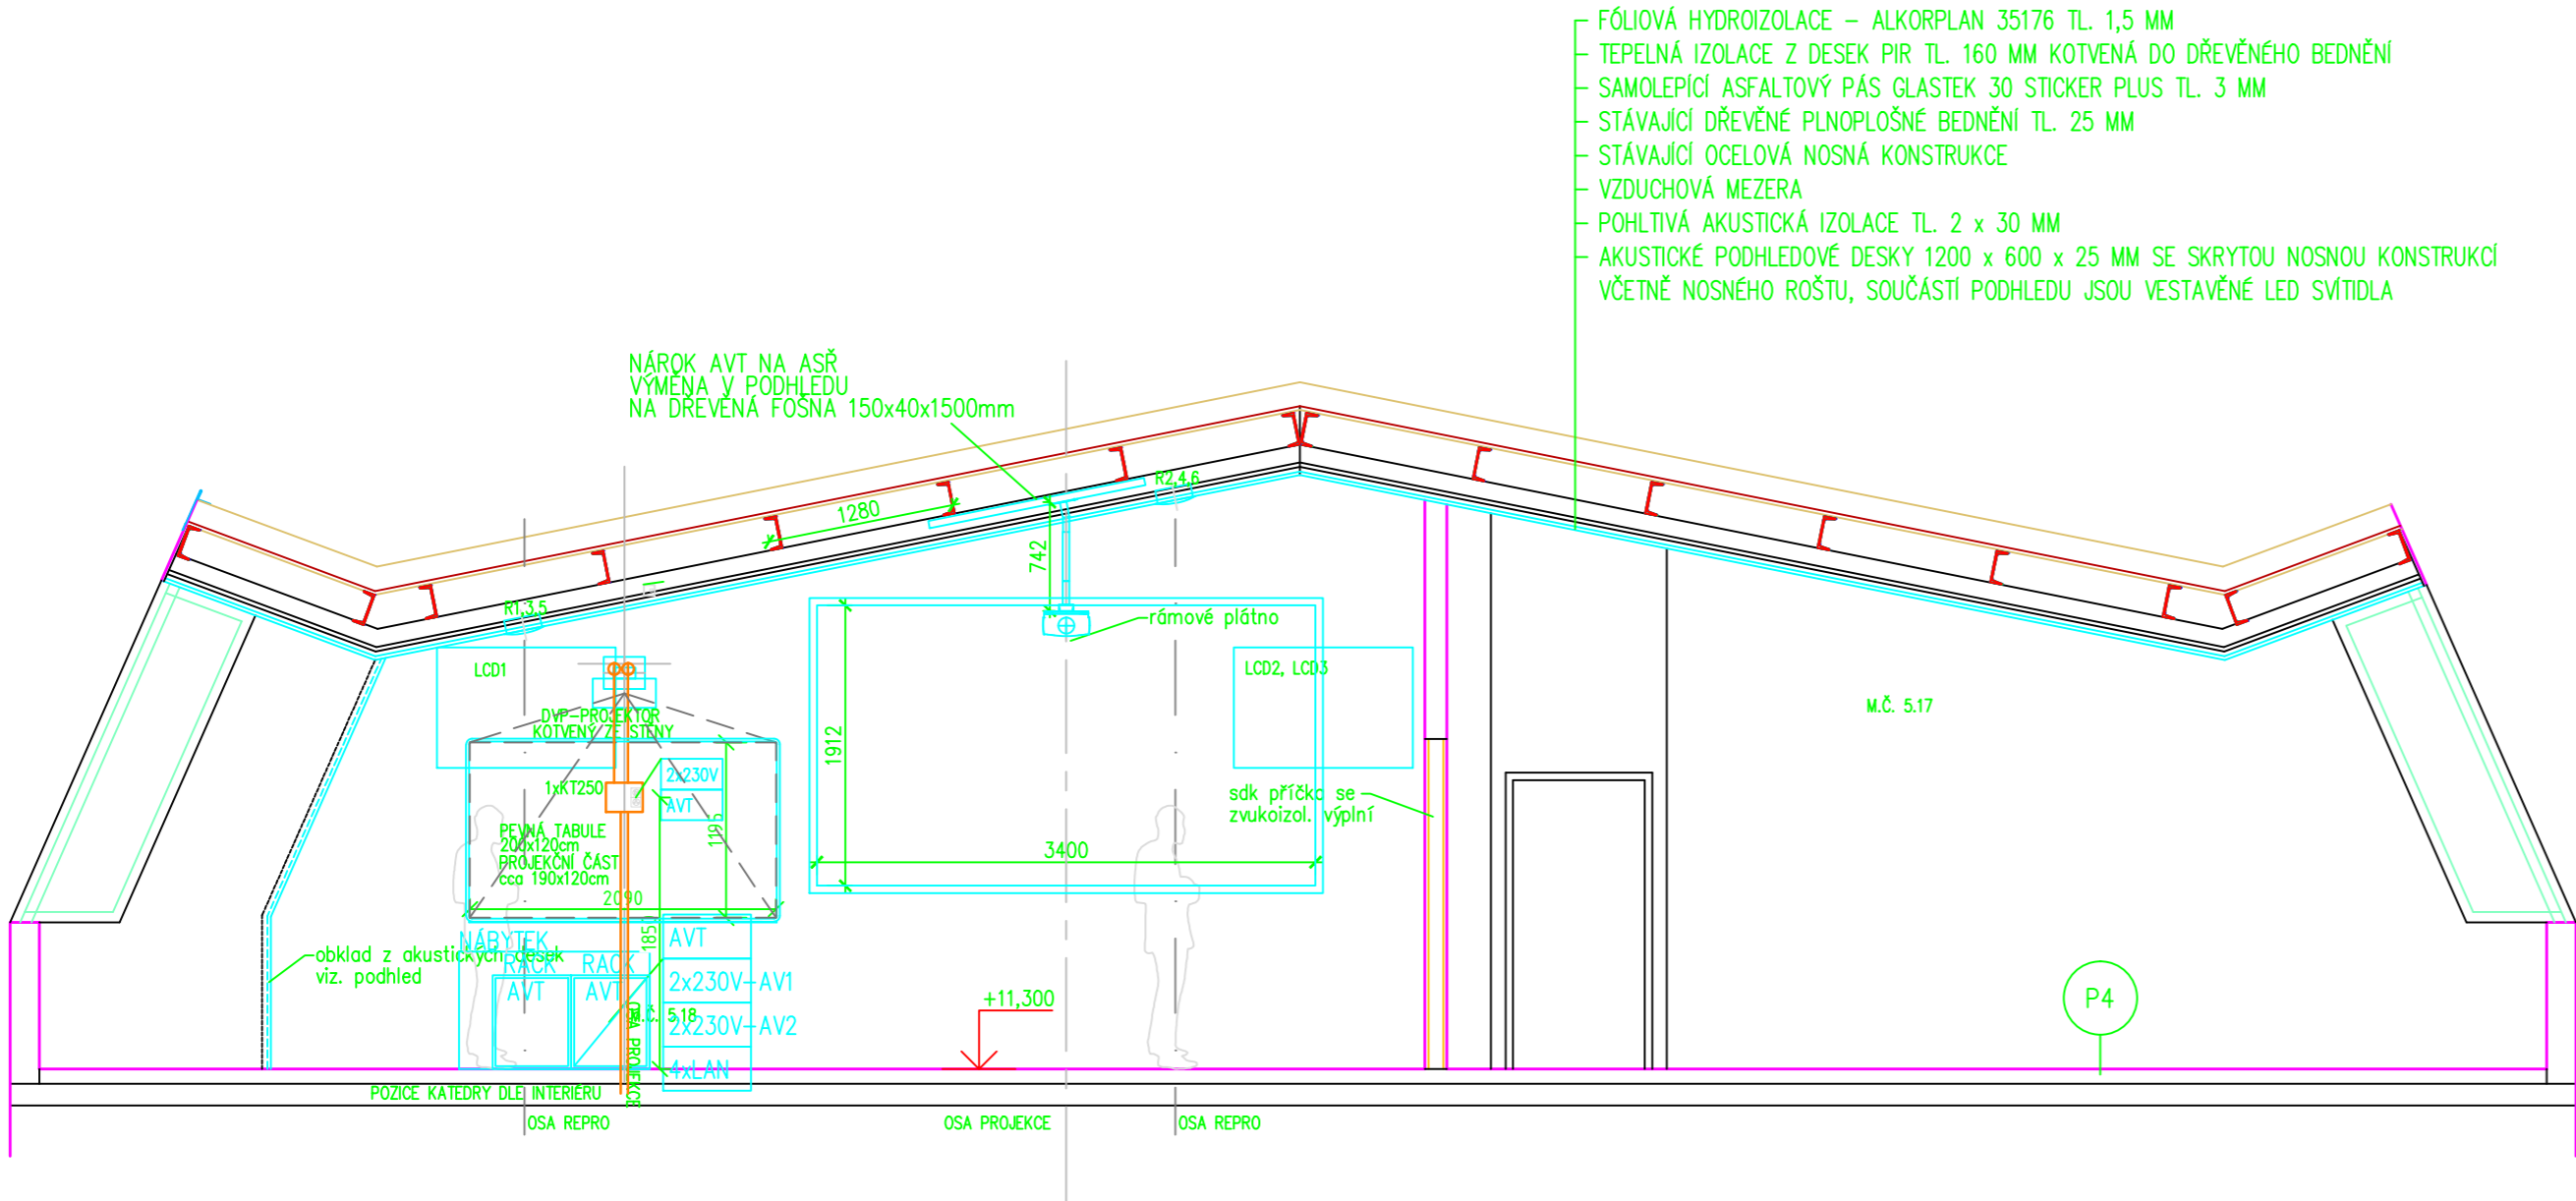 FÓLIOVÁ HYDROIZOLACE – ALKORPLAN 35176 TL. 1,5 MM
TEPELNÁ IZOLACE Z DESEK PIR TL. 160 MM KOTVENÁ DO DŘEVĚNÉHO BEDNĚNÍ
SAMOLEPÍCÍ ASFALTOVÝ PÁS GLASTEK 30 STICKER PLUS TL. 3 MM
STÁVAJÍCÍ DŘEVĚNÉ PLNOPLOŠNÉ BEDNĚNÍ TL. 25 MM
STÁVAJÍCÍ OCELOVÁ NOSNÁ KONSTRUKCE
VZDUCHOVÁ MEZERA
POHLTIVÁ AKUSTICKÁ IZOLACE TL. 2 x 30 MM
AKUSTICKÉ PODHLEDOVÉ DESKY 1200 x 600 x 25 MM SE SKRYTOU NOSNOU KONSTRUKCÍ
VČETNĚ NOSNÉHO ROŠTU, SOUČÁSTÍ PODHLEDU JSOU VESTAVĚNÉ LED SVÍTIDLA
NÁROK AVT NA ASŘ
VÝMĚNA V PODHLEDU
NA DŘEVĚNÁ FOŠNA 150x40x1500mm
R2,4,6
1280
742
R1,3,5
rámové plátno
LCD1
LCD2, LCD3
M.Č. 5.17
DVP–PROJEKTOR
KOTVENÝ ZE STĚNY
1912
2x230V
1xKT250
AVT
sdk příčka se
zvukoizol. výplní
1195
PEVNÁ TABULE
200x120cm
PROJEKČNÍ ČÁST
cca 190x120cm
3400
2090
1850
NÁBYTEK
AVT
obklad z akustických desek
viz. podhled
RACK
RACK
AVT
AVT
2x230V–AV1
+11,300
P4
M.Č. 5.18
2x230V–AV2
4xLAN
OSA PROJEKCE
POZICE KATEDRY DLE INTERIÉRU
OSA REPRO
OSA PROJEKCE
OSA REPRO